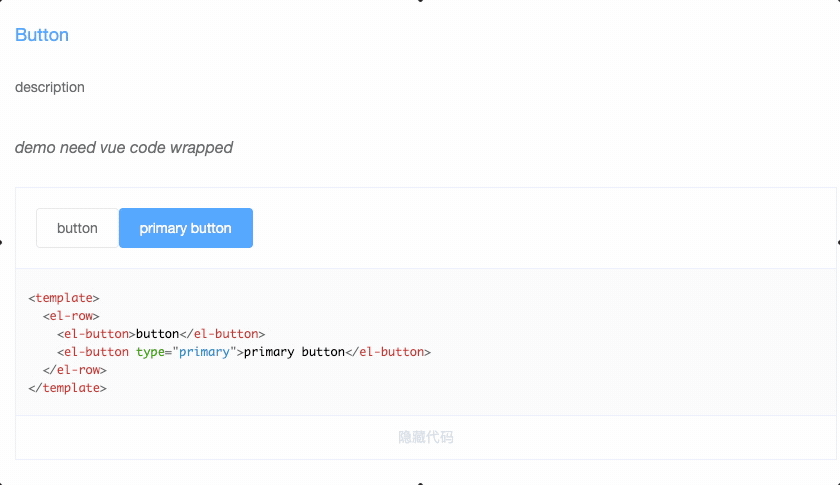 Button
description
demo need vue code wrapped
button primary button
<template>
  <el-row>
    <el-button>button</el-button>
    <el-button type="primary">primary button</el-button>
  </el-row>
</template>
隐藏代码